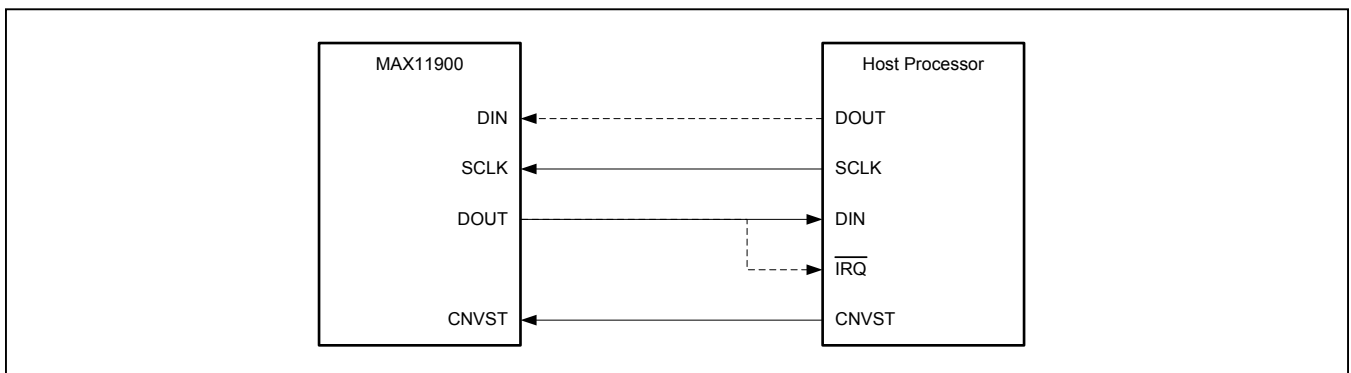 MAX11900
Host Processor
DIN
DOUT
SCLK
SCLK
DOUT
DIN
IRQ
CNVST
CNVST